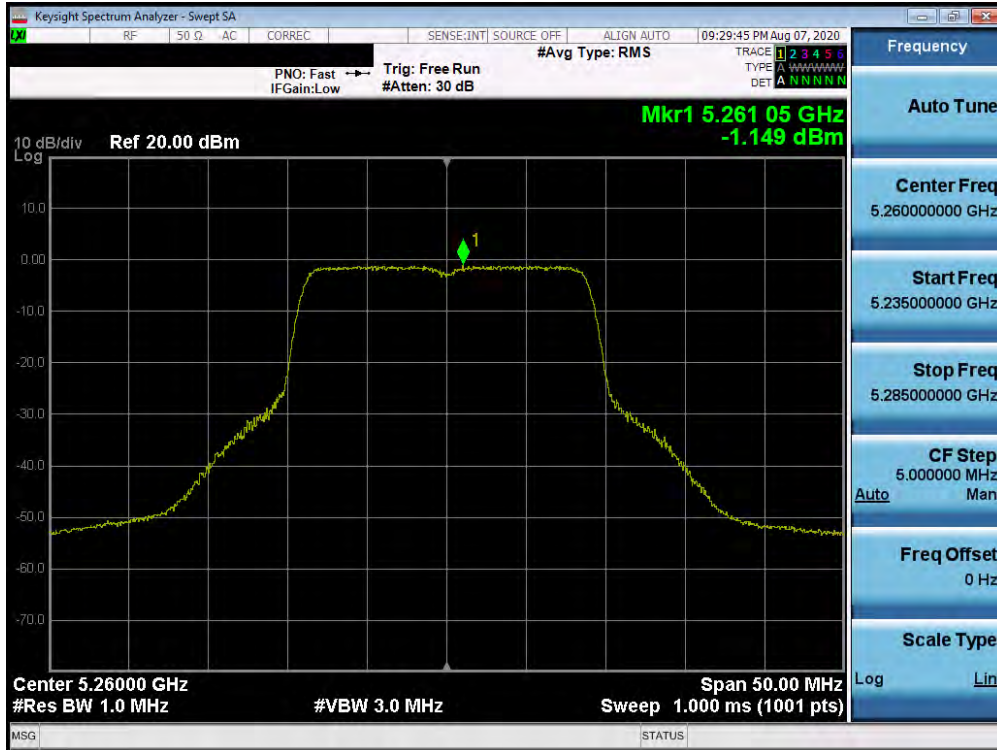 Keysight Spectrum Analyzer - Swept SA
LXI RF 50 Ω AC CORREC SENSE:INT SOURCE OFF ALIGN AUTO 09:29:45 PM Aug 07, 2020
#Avg Type: RMS
TRACE 1 2 3 4 5 6
TYPE A WWWWW
DET A N N N N N
PNO: Fast
IFGain:Low
Trig: Free Run
#Atten: 30 dB
Mkr1 5.261 05 GHz
-1.149 dBm
10 dB/div
Log
Ref 20.00 dBm
10.0
0.00
-10.0
-20.0
-30.0
-40.0
-50.0
-60.0
-70.0
1
Center 5.26000 GHz
#Res BW 1.0 MHz
#VBW 3.0 MHz
Span 50.00 MHz
Sweep 1.000 ms (1001 pts)
MSG
STATUS
Frequency
Auto Tune
Center Freq
5.260000000 GHz
Start Freq
5.235000000 GHz
Stop Freq
5.285000000 GHz
CF Step
5.000000 MHz
Auto Man
Freq Offset
0 Hz
Scale Type
Log Lin